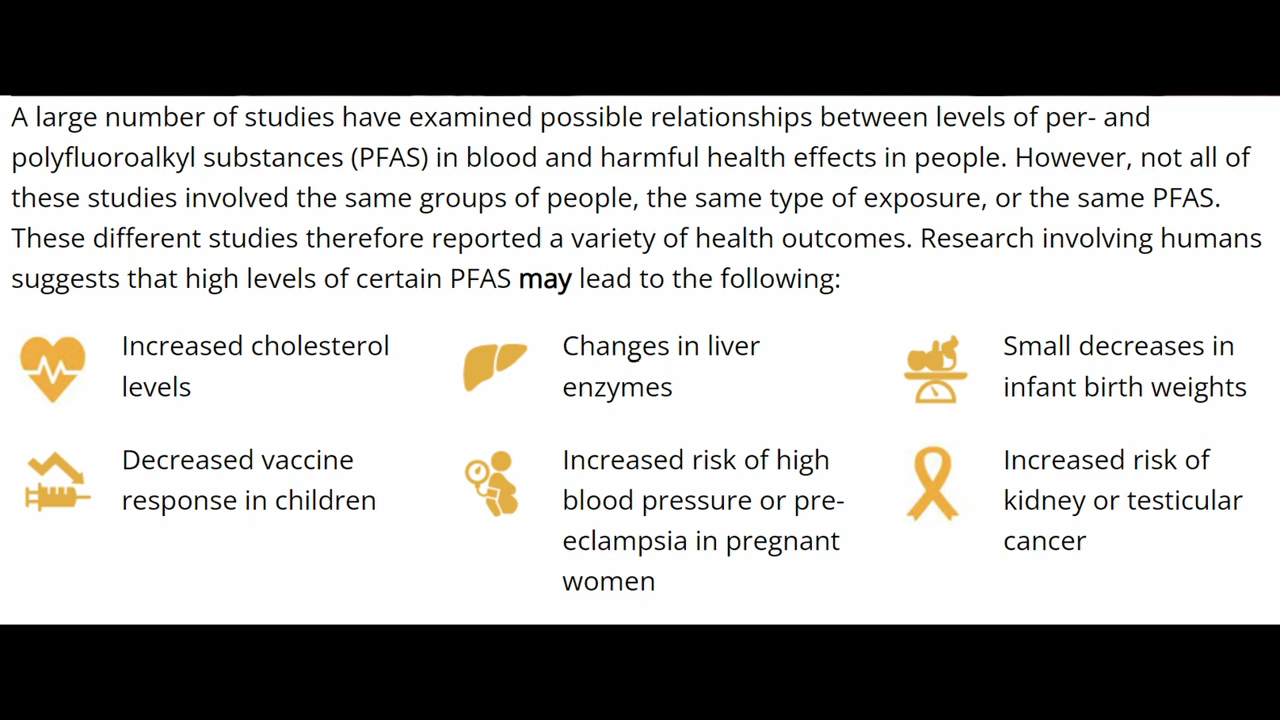 A large number of studies have examined possible relationships between levels of per- and
polyfluoroalkyl substances (PFAS) in blood and harmful health effects in people. However, not all of
these studies involved the same groups of people, the same type of exposure, or the same PFAS.
These different studies therefore reported a variety of health outcomes. Research involving humans
suggests that high levels of certain PFAS may lead to the following:
Increased cholesterol
levels
Changes in liver
enzymes
Small decreases in
infant birth weights
Decreased vaccine
response in children
Increased risk of high
blood pressure or pre-
eclampsia in pregnant
women
Increased risk of
kidney or testicular
cancer